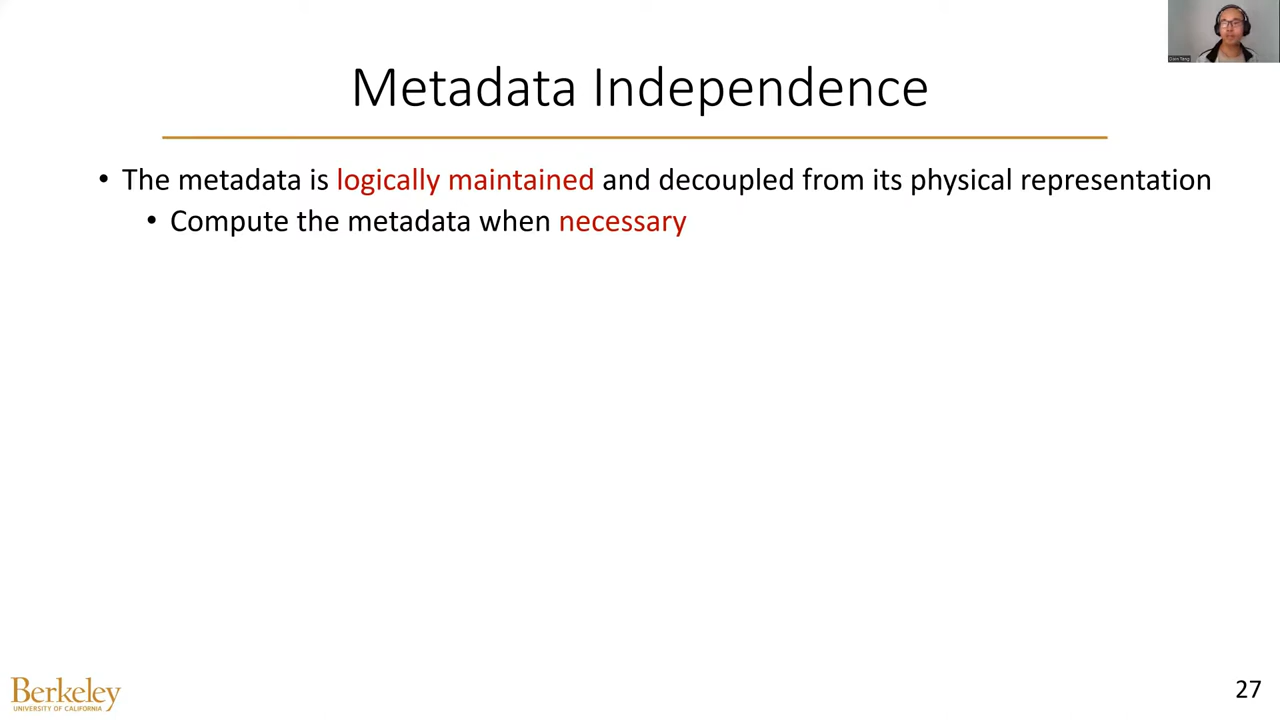 Metadata Independence
• The metadata is logically maintained and decoupled from its physical representation
• Compute the metadata when necessary
Berkeley
UNIVERSITY OF CALIFORNIA
27